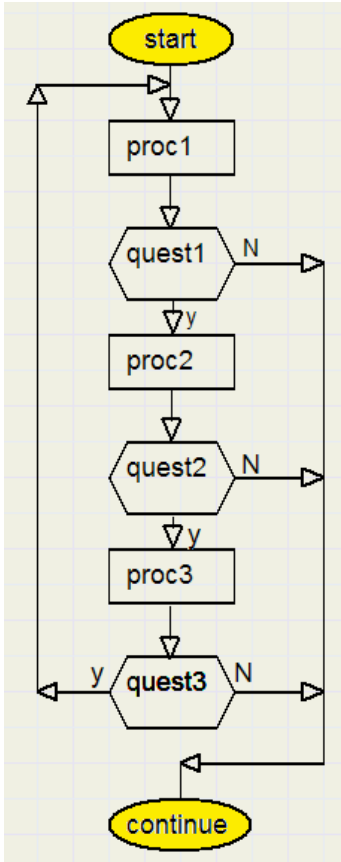 start
proc1
quest1 N
y
proc2
quest2 N
y
proc3
y quest3 N
continue